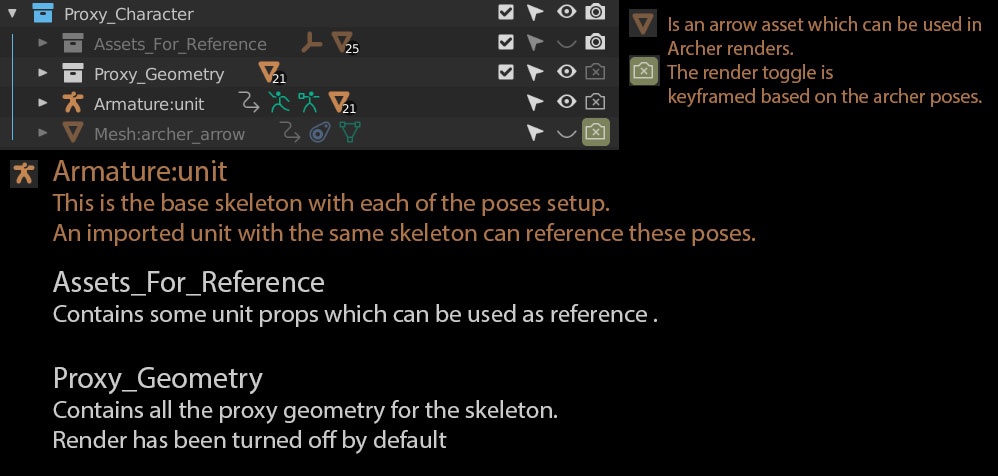 Proxy_Character
Assets_For_Reference 25
Proxy_Geometry 21
Armature:unit 21
Mesh:archer_arrow
Is an arrow asset which can be used in
Archer renders.
The render toggle is
keyframed based on the archer poses.
Armature:unit
This is the base skeleton with each of the poses setup.
An imported unit with the same skeleton can reference these poses.
Assets_For_Reference
Contains some unit props which can be used as reference .
Proxy_Geometry
Contains all the proxy geometry for the skeleton.
Render has been turned off by default